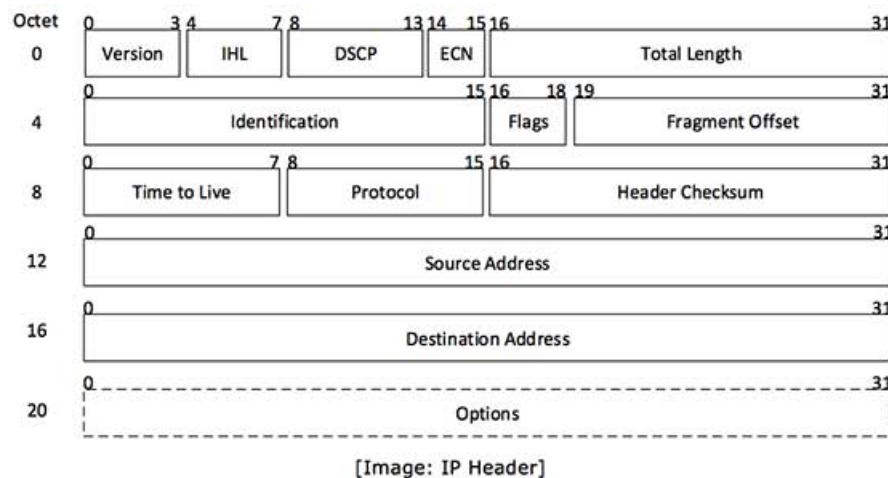 Octet 0 3 4 7 8 13 14 15 16 31
0 Version IHL DSCP ECN Total Length
0 15 16 18 19 31
4 Identification Flags Fragment Offset
0 7 8 15 16 31
8 Time to Live Protocol Header Checksum
0 31
12 Source Address
0 31
16 Destination Address
0 31
20 Options
[Image: IP Header]